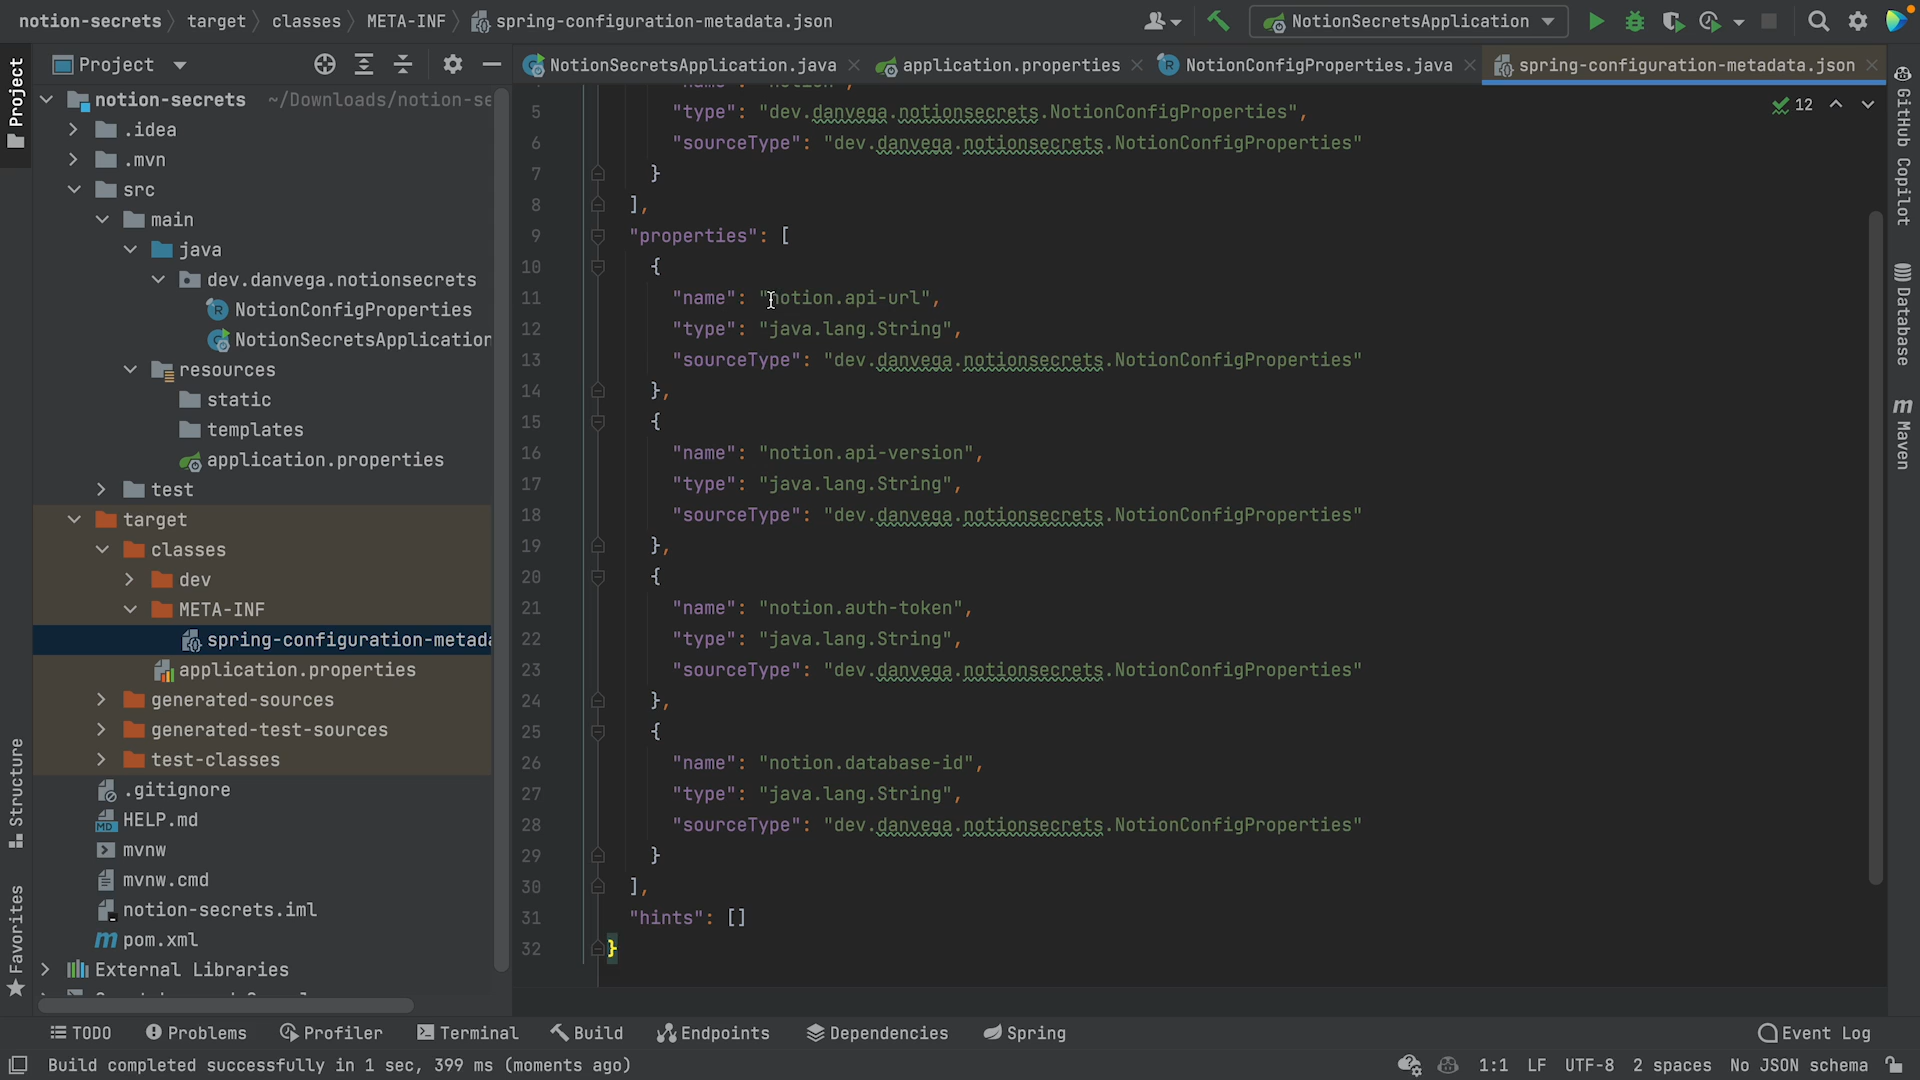 notion-secrets target classes META-INF spring-configuration-metadata.json
NotionSecretsApplication
Project
NotionSecretsApplication.java
application.properties
NotionConfigProperties.java
spring-configuration-metadata.json
Project
notion-secrets ~/Downloads/notion-se
.idea
.mvn
src
main
java
dev.danvega.notionsecrets
NotionConfigProperties
NotionSecretsApplication
resources
static
templates
application.properties
test
target
classes
dev
META-INF
spring-configuration-metada
application.properties
generated-sources
generated-test-sources
test-classes
.gitignore
HELP.md
mvnw
mvnw.cmd
notion-secrets.iml
pom.xml
External Libraries
12
5 "type": "dev.danvega.notionsecrets.NotionConfigProperties",
6 "sourceType": "dev.danvega.notionsecrets.NotionConfigProperties"
7 }
8 ],
9 "properties": [
10 {
11 "name": "notion.api-url",
12 "type": "java.lang.String",
13 "sourceType": "dev.danvega.notionsecrets.NotionConfigProperties"
14 },
15 {
16 "name": "notion.api-version",
17 "type": "java.lang.String",
18 "sourceType": "dev.danvega.notionsecrets.NotionConfigProperties"
19 },
20 {
21 "name": "notion.auth-token",
22 "type": "java.lang.String",
23 "sourceType": "dev.danvega.notionsecrets.NotionConfigProperties"
24 },
25 {
26 "name": "notion.database-id",
27 "type": "java.lang.String",
28 "sourceType": "dev.danvega.notionsecrets.NotionConfigProperties"
29 }
30 ],
31 "hints": []
32 }
GitHub Copilot
Database
Maven
Structure
Favorites
TODO
Problems
Profiler
Terminal
Build
Endpoints
Dependencies
Spring
Event Log
Build completed successfully in 1 sec, 399 ms (moments ago)
1:1 LF UTF-8 2 spaces No JSON schema